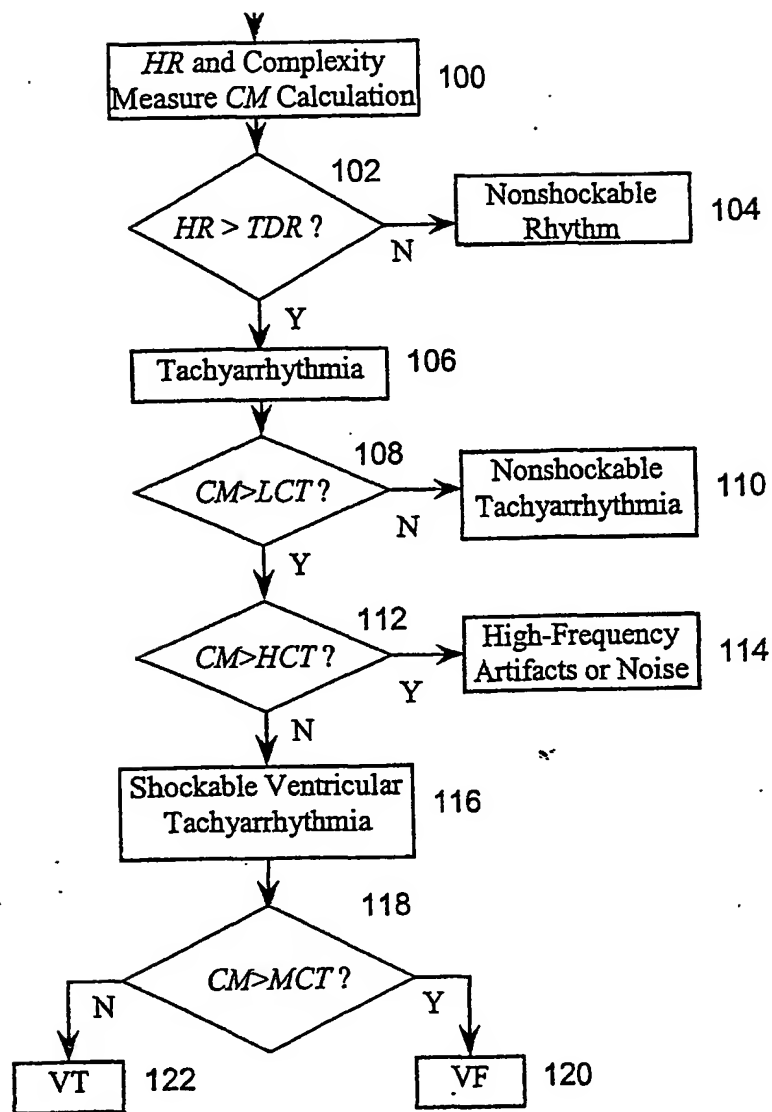 HR and Complexity
Measure CM Calculation
100
102
HR > TDR ?
N
Nonshockable
Rhythm
104
Y
Tachyarrhythmia
106
108
CM>LCT ?
N
Nonshockable
Tachyarrhythmia
110
Y
112
CM>HCT ?
Y
High-Frequency
Artifacts or Noise
114
N
Shockable Ventricular
Tachyarrhythmia
116
118
CM>MCT ?
N
Y
VT
122
VF
120